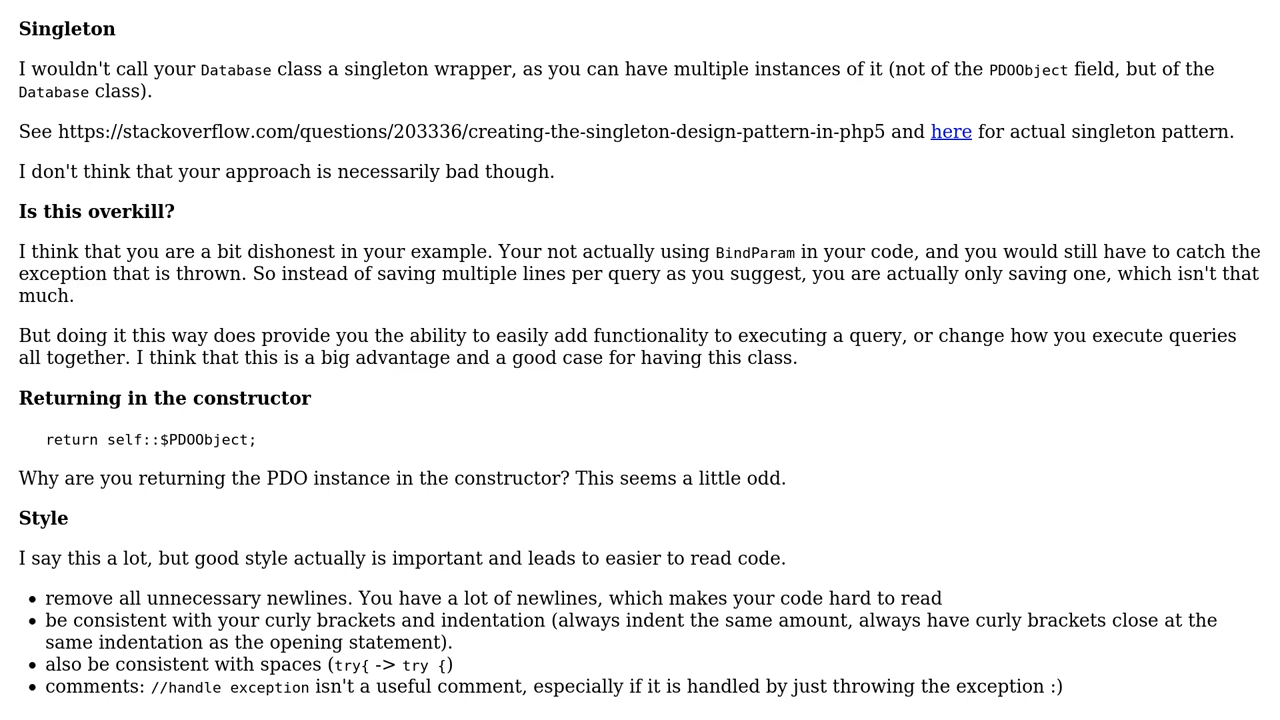 Singleton
I wouldn't call your Database class a singleton wrapper, as you can have multiple instances of it (not of the PDOObject field, but of the
Database class).
See https://stackoverflow.com/questions/203336/creating-the-singleton-design-pattern-in-php5 and here for actual singleton pattern.
I don't think that your approach is necessarily bad though.
Is this overkill?
I think that you are a bit dishonest in your example. Your not actually using BindParam in your code, and you would still have to catch the
exception that is thrown. So instead of saving multiple lines per query as you suggest, you are actually only saving one, which isn't that
much.
But doing it this way does provide you the ability to easily add functionality to executing a query, or change how you execute queries
all together. I think that this is a big advantage and a good case for having this class.
Returning in the constructor
return self::$PDOObject;
Why are you returning the PDO instance in the constructor? This seems a little odd.
Style
I say this a lot, but good style actually is important and leads to easier to read code.
• remove all unnecessary newlines. You have a lot of newlines, which makes your code hard to read
• be consistent with your curly brackets and indentation (always indent the same amount, always have curly brackets close at the
same indentation as the opening statement).
• also be consistent with spaces (try{ -> try {)
• comments: //handle exception isn't a useful comment, especially if it is handled by just throwing the exception :)